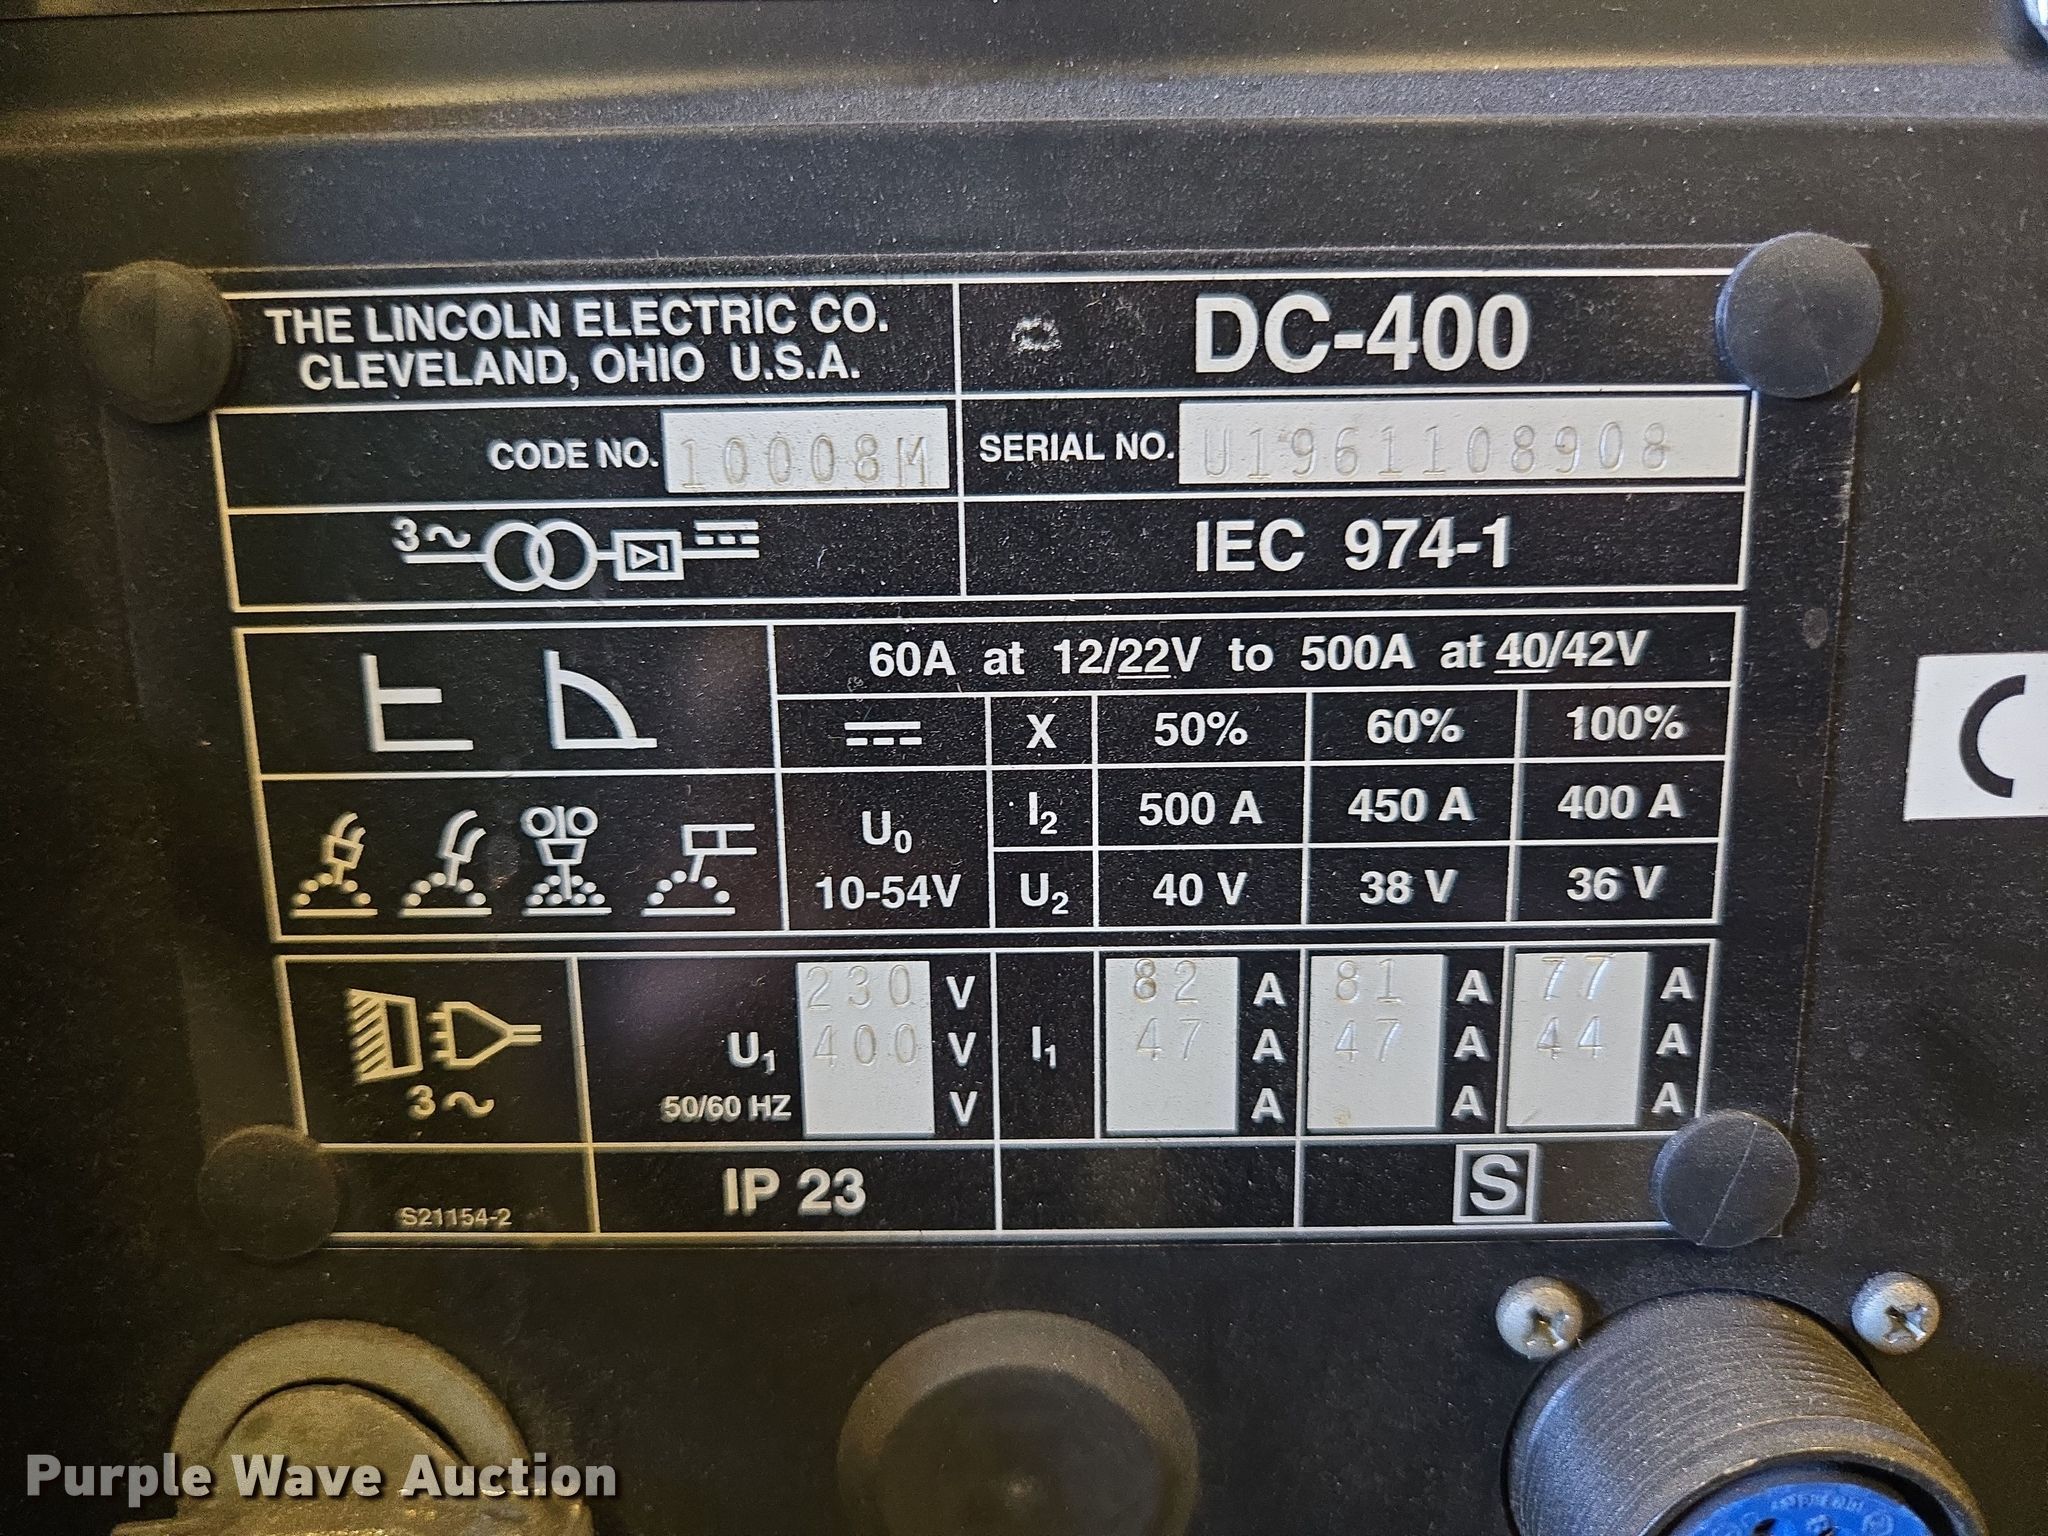 THE LINCOLN ELECTRIC CO.
CLEVELAND, OHIO U.S.A.
DC-400
CODE NO. 10008M
SERIAL NO. U1961108908
3~
IEC 974-1
60A at 12/22V to 500A at 40/42V
X 50% 60% 100%
U0
10-54V
I2 500 A 450 A 400 A
U2 40 V 38 V 36 V
3~
U1
50/60 HZ
230 V
400 V
V
I1
82 A 81 A 77 A
47 A 47 A 44 A
A A A
S21154-2
IP 23
S
Purple Wave Auction